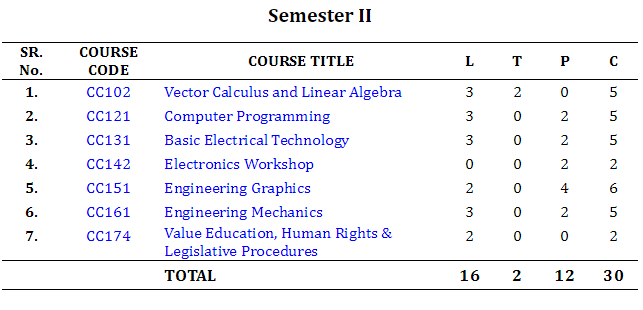 Semester II
SR. No. COURSE CODE COURSE TITLE L T P C
1. CC102 Vector Calculus and Linear Algebra 3 2 0 5
2. CC121 Computer Programming 3 0 2 5
3. CC131 Basic Electrical Technology 3 0 2 5
4. CC142 Electronics Workshop 0 0 2 2
5. CC151 Engineering Graphics 2 0 4 6
6. CC161 Engineering Mechanics 3 0 2 5
7. CC174 Value Education, Human Rights & 2 0 0 2
Legislative Procedures
TOTAL 16 2 12 30